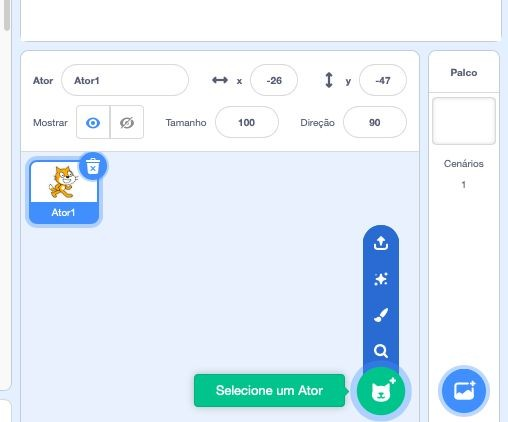 Ator Ator1 x -26 y -47 Palco
Mostrar Tamanho 100 Direção 90
Cenários
1
Ator1
Selecione um Ator